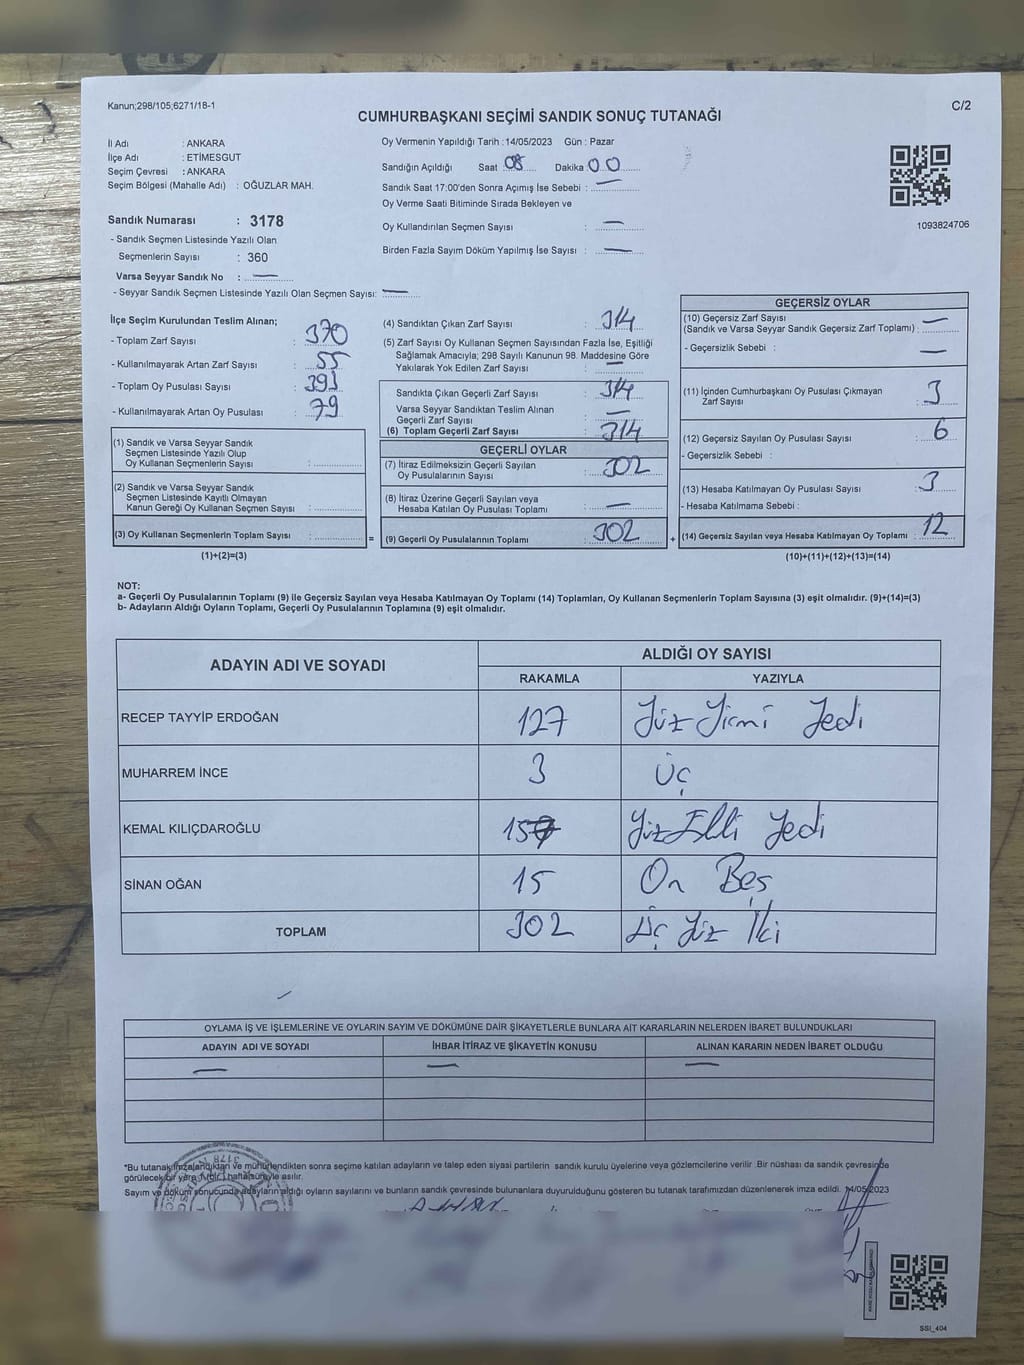 Kanun;298/105;6271/18-1
C/2
CUMHURBAŞKANI SEÇİMİ SANDIK SONUÇ TUTANAĞI
İl Adı : ANKARA
İlçe Adı : ETİMESGUT
Seçim Çevresi : ANKARA
Seçim Bölgesi (Mahalle Adı) : OĞUZLAR MAH.
Sandık Numarası : 3178
- Sandık Seçmen Listesinde Yazılı Olan
Seçmenlerin Sayısı : 360
Varsa Seyyar Sandık No : —
- Seyyar Sandık Seçmen Listesinde Yazılı Olan Seçmen Sayısı: —
Oy Vermenin Yapıldığı Tarih : 14/05/2023 Gün : Pazar
Sandığın Açıldığı Saat 08 Dakika 00
Sandık Saat 17:00'den Sonra Açımış İse Sebebi : —
Oy Verme Saati Bitiminde Sırada Bekleyen ve
Oy Kullandırılan Seçmen Sayısı : —
Birden Fazla Sayım Döküm Yapılmış İse Sayısı : —
1093824706
İlçe Seçim Kurulundan Teslim Alınan;
- Toplam Zarf Sayısı : 370
- Kullanılmayarak Artan Zarf Sayısı : 55
- Toplam Oy Pusulası Sayısı : 393
- Kullanılmayarak Artan Oy Pusulası : 79
(1) Sandık ve Varsa Seyyar Sandık
Seçmen Listesinde Yazılı Olup
Oy Kullanan Seçmenlerin Sayısı :
(2) Sandık ve Varsa Seyyar Sandık
Seçmen Listesinde Kayıtlı Olmayan
Kanun Gereği Oy Kullanan Seçmen Sayısı :
(3) Oy Kullanan Seçmenlerin Toplam Sayısı : =
(1)+(2)=(3)
(4) Sandıktan Çıkan Zarf Sayısı : 314
(5) Zarf Sayısı Oy Kullanan Seçmen Sayısından Fazla İse, Eşitliği
Sağlamak Amacıyla; 298 Sayılı Kanunun 98. Maddesine Göre
Yakılarak Yok Edilen Zarf Sayısı : —
Sandıkta Çıkan Geçerli Zarf Sayısı : 314
Varsa Seyyar Sandıktan Teslim Alınan
Geçerli Zarf Sayısı : —
(6) Toplam Geçerli Zarf Sayısı : 314
GEÇERLİ OYLAR
(7) İtiraz Edilmeksizin Geçerli Sayılan
Oy Pusulalarının Sayısı : 302
(8) İtiraz Üzerine Geçerli Sayılan veya
Hesaba Katılan Oy Pusulası Toplamı : —
(9) Geçerli Oy Pusulalarının Toplamı : 302 +
GEÇERSİZ OYLAR
(10) Geçersiz Zarf Sayısı
(Sandık ve Varsa Seyyar Sandık Geçersiz Zarf Toplamı) : —
- Geçersizlik Sebebi : —
(11) İçinden Cumhurbaşkanı Oy Pusulası Çıkmayan
Zarf Sayısı : 3
(12) Geçersiz Sayılan Oy Pusulası Sayısı : 6
- Geçersizlik Sebebi :
(13) Hesaba Katılmayan Oy Pusulası Sayısı : 3
- Hesaba Katılmama Sebebi :
(14) Geçersiz Sayılan veya Hesaba Katılmayan Oy Toplamı : 12
(10)+(11)+(12)+(13)=(14)
NOT:
a- Geçerli Oy Pusulalarının Toplamı (9) ile Geçersiz Sayılan veya Hesaba Katılmayan Oy Toplamı (14) Toplamları, Oy Kullanan Seçmenlerin Toplam Sayısına (3) eşit olmalıdır. (9)+(14)=(3)
b- Adayların Aldığı Oyların Toplamı, Geçerli Oy Pusulalarının Toplamına (9) eşit olmalıdır.
ADAYIN ADI VE SOYADI ALDIĞI OY SAYISI
RAKAMLA YAZIYLA
RECEP TAYYİP ERDOĞAN 127 Yüz Yirmi Yedi
MUHARREM İNCE 3 Üç
KEMAL KILIÇDAROĞLU 157 Yüz Elli Yedi
SİNAN OĞAN 15 On Beş
TOPLAM 302 Üç Yüz İki
OYLAMA İŞ VE İŞLEMLERİNE VE OYLARIN SAYIM VE DÖKÜMÜNE DAİR ŞİKAYETLERLE BUNLARA AİT KARARLARIN NELERDEN İBARET BULUNDUKLARI
ADAYIN ADI VE SOYADI İHBAR İTİRAZ VE ŞİKAYETİN KONUSU ALINAN KARARIN NEDEN İBARET OLDUĞU
— — —
*Bu tutanak imzalandıktan ve mühürlendikten sonra seçime katılan adayların ve talep eden siyasi partilerin sandık kurulu üyelerine veya gözlemcilerine verilir. Bir nüshası da sandık çevresinde
görülecek bir yere 1 (bir) hafta süreyle asılır.
Sayım ve döküm sonucunda adayların aldığı oyların sayılarını ve bunların sandık çevresinde bulunanlara duyurulduğunu gösteren bu tutanak tarafımızdan düzenlenerek imza edildi. 14/05/2023
3178
SSI_404